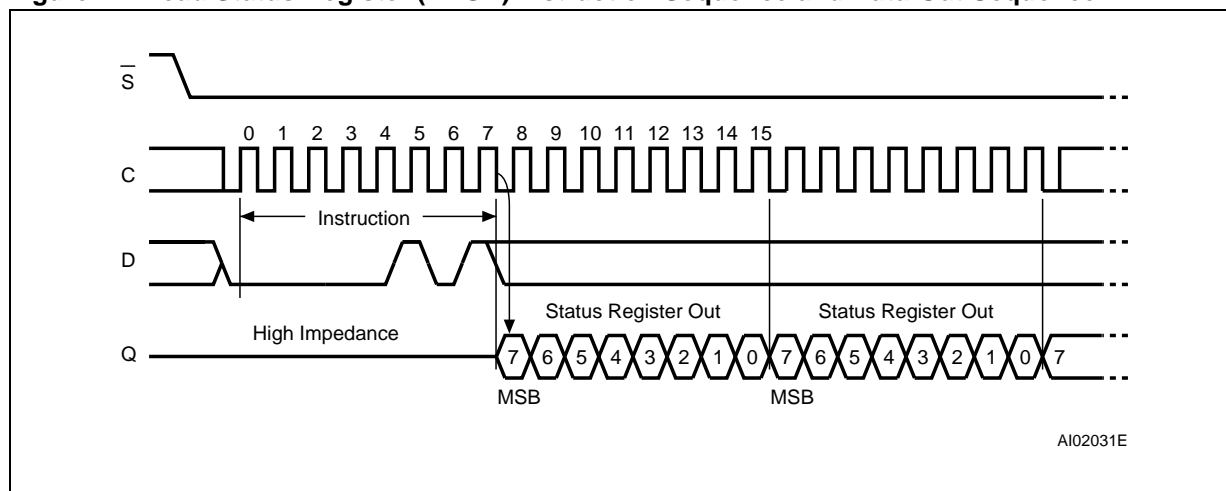 S
0 1 2 3 4 5 6 7 8 9 10 11 12 13 14 15
C
Instruction
D
Status Register Out Status Register Out
High Impedance
Q 7 6 5 4 3 2 1 0 7 6 5 4 3 2 1 0 7
MSB MSB
AI02031E